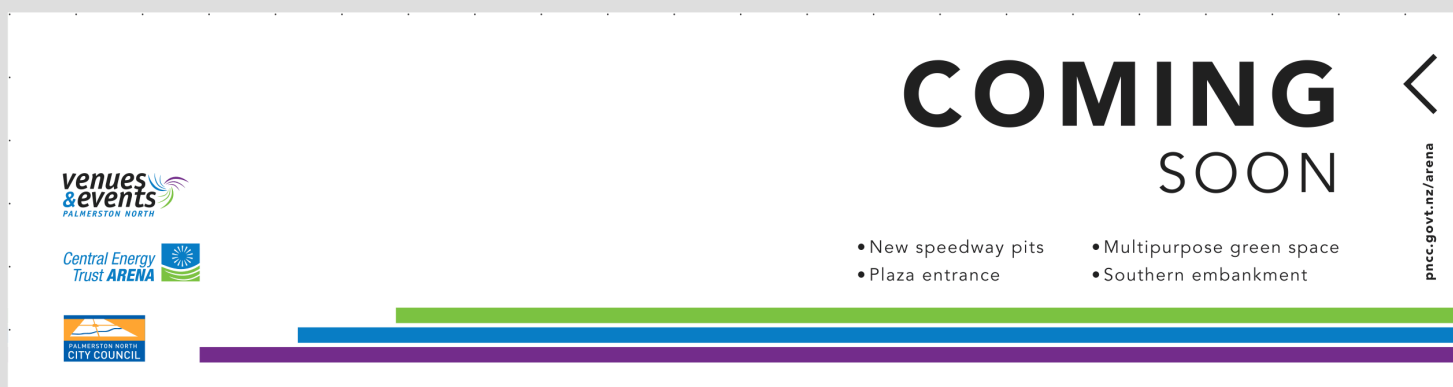 COMING
SOON
• New speedway pits
• Plaza entrance
• Multipurpose green space
• Southern embankment
pncc.govt.nz/arena
venues
&events
PALMERSTON NORTH
Central Energy
Trust ARENA
PALMERSTON NORTH
CITY COUNCIL